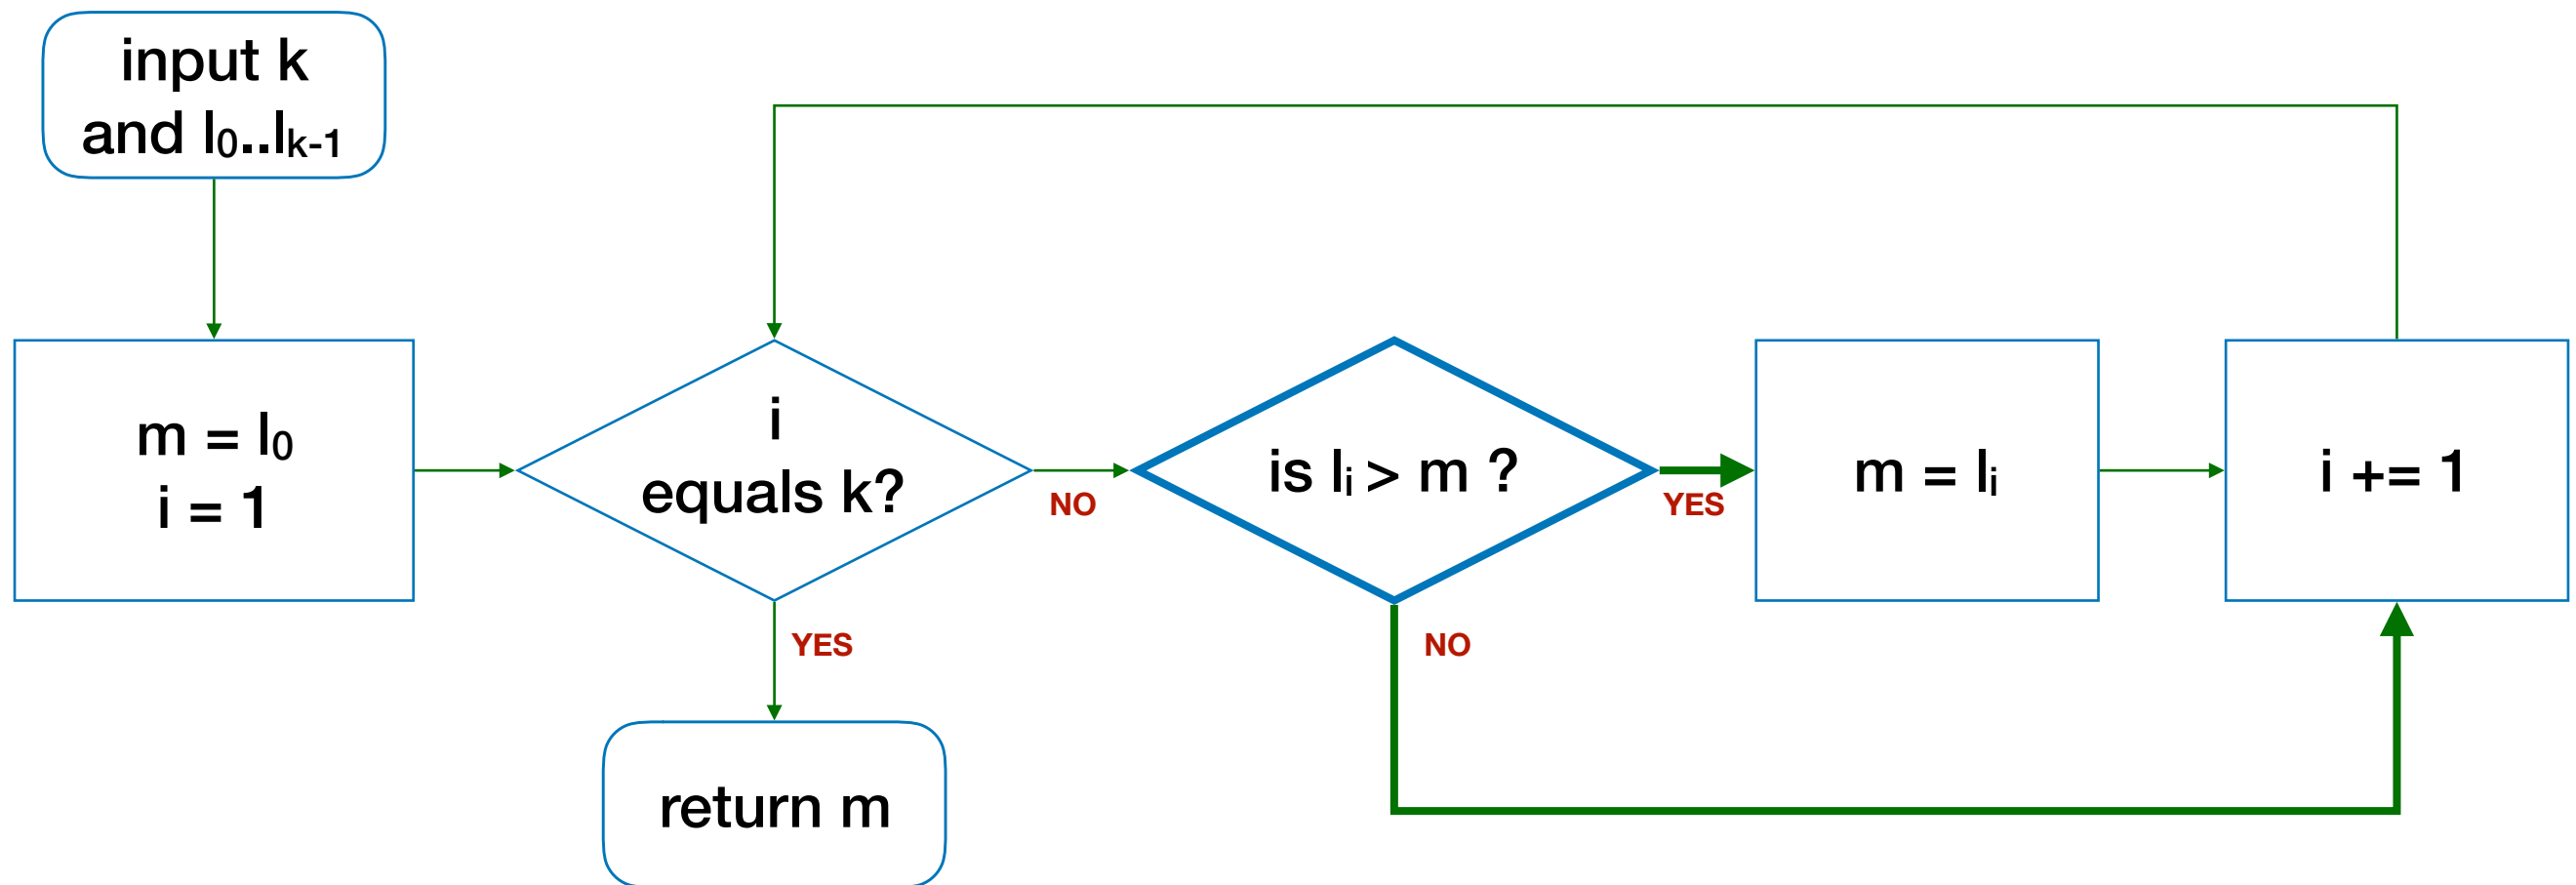 input k
and l₀..lₖ₋₁
m = l₀
i = 1
i
equals k?
NO
YES
return m
is lᵢ > m ?
YES
NO
m = lᵢ
i += 1